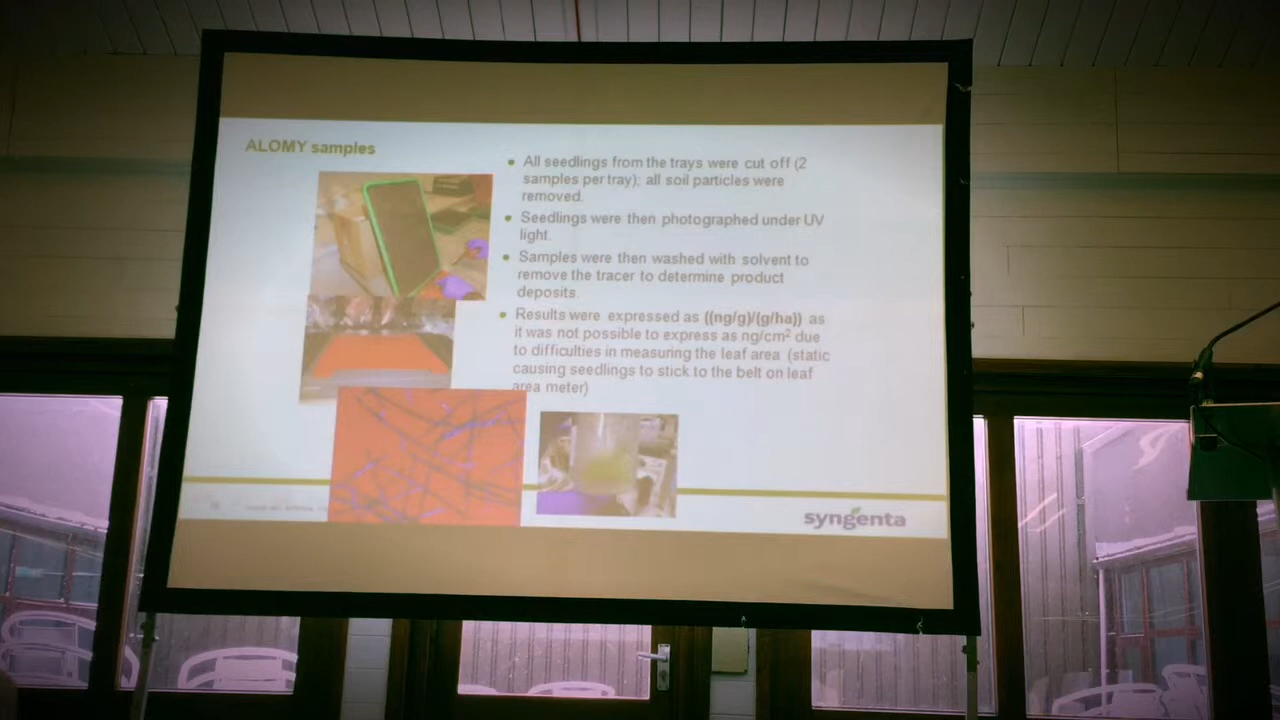 ALOMY samples
All seedlings from the trays were cut off (2
samples per tray); all soil particles were
removed.
Seedlings were then photographed under UV
light.
Samples were then washed with solvent to
remove the tracer to determine product
deposits.
Results were expressed as ((ng/g)/(g/ha)) as
it was not possible to express as ng/cm² due
to difficulties in measuring the leaf area (static
causing seedlings to stick to the belt on leaf
area meter)
syngenta